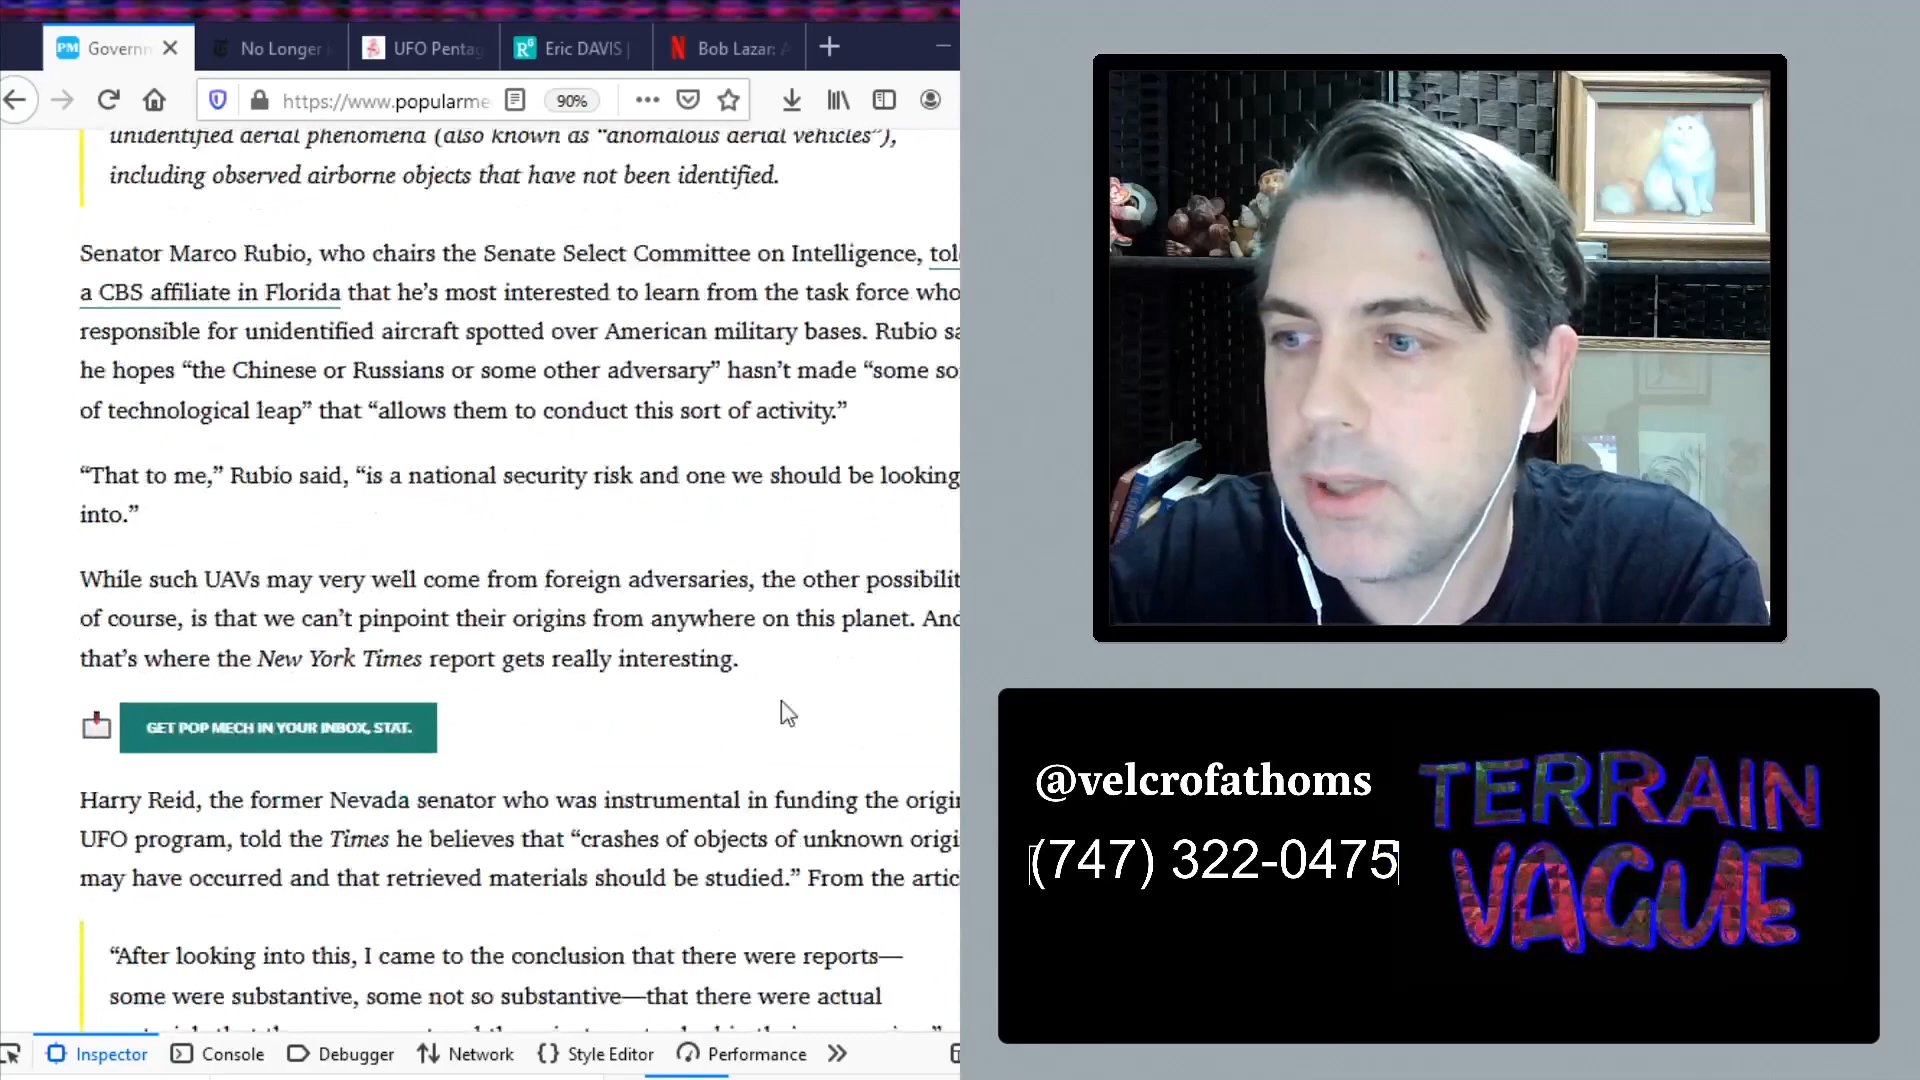 Governm
No Longer
UFO Pentag
Eric DAVIS |
Bob Lazar: A
https://www.popularme
90%
unidentified aerial phenomena (also known as “anomalous aerial vehicles”),
including observed airborne objects that have not been identified.
Senator Marco Rubio, who chairs the Senate Select Committee on Intelligence, tol
a CBS affiliate in Florida that he’s most interested to learn from the task force who
responsible for unidentified aircraft spotted over American military bases. Rubio sa
he hopes “the Chinese or Russians or some other adversary” hasn’t made “some so
of technological leap” that “allows them to conduct this sort of activity.”
“That to me,” Rubio said, “is a national security risk and one we should be looking
into.”
While such UAVs may very well come from foreign adversaries, the other possibilit
of course, is that we can’t pinpoint their origins from anywhere on this planet. And
that’s where the New York Times report gets really interesting.
GET POP MECH IN YOUR INBOX, STAT.
Harry Reid, the former Nevada senator who was instrumental in funding the origin
UFO program, told the Times he believes that “crashes of objects of unknown origi
may have occurred and that retrieved materials should be studied.” From the artic
“After looking into this, I came to the conclusion that there were reports—
some were substantive, some not so substantive—that there were actual
Inspector
Console
Debugger
Network
Style Editor
Performance
@velcrofathoms
(747) 322-0475
TERRAIN
VAGUE